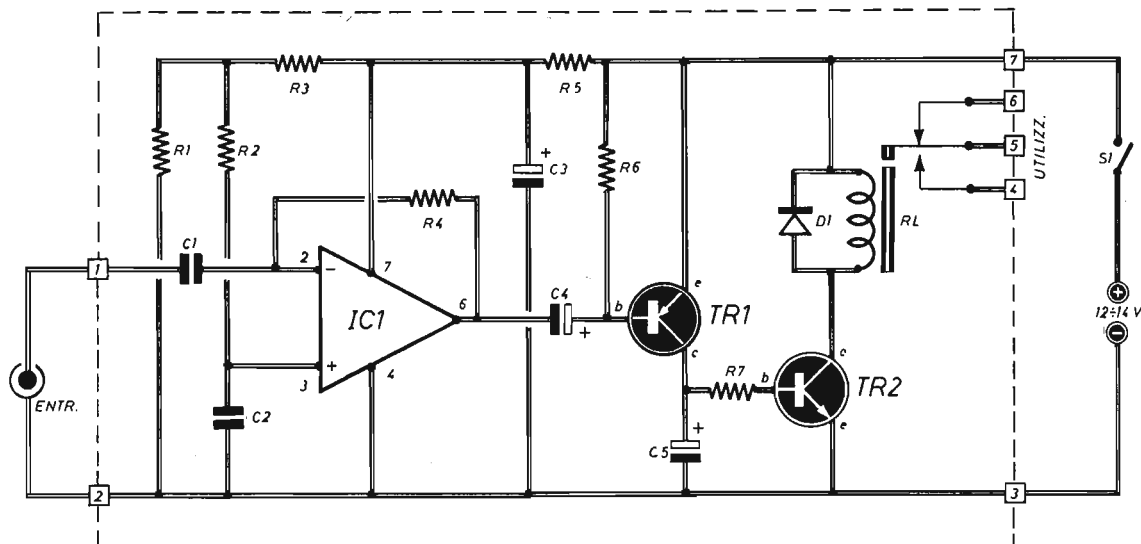 R3
R5
7
6
5
4
UTILIZZ.
S1
R1
R2
R6
+
C3
R4
D1
RL
C1
1
2
-
7
IC1
6
C4
+
b
e
c
TR1
+
12÷14 V
-
ENTR.
+
3
4
R7
b
c
e
TR2
C2
C5
+
2
3